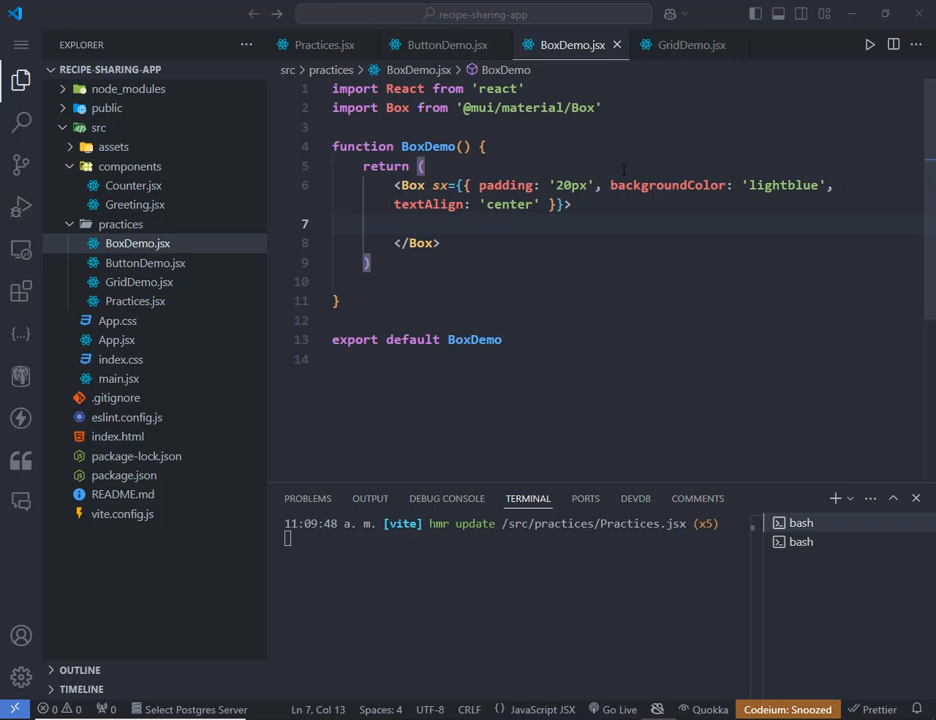 recipe-sharing-app
EXPLORER
Practices.jsx
ButtonDemo.jsx
BoxDemo.jsx
GridDemo.jsx
RECIPE-SHARING-APP
node_modules
public
src
assets
components
Counter.jsx
Greeting.jsx
practices
BoxDemo.jsx
ButtonDemo.jsx
GridDemo.jsx
Practices.jsx
App.css
App.jsx
index.css
main.jsx
.gitignore
eslint.config.js
index.html
package-lock.json
package.json
README.md
vite.config.js
OUTLINE
TIMELINE
src > practices > BoxDemo.jsx > BoxDemo
1 import React from 'react'
2 import Box from '@mui/material/Box'
3
4 function BoxDemo() {
5 return (
6 <Box sx={{ padding: '20px', backgroundColor: 'lightblue',
textAlign: 'center' }}>
7
8 </Box>
9 )
10
11 }
12
13 export default BoxDemo
14
PROBLEMS OUTPUT DEBUG CONSOLE TERMINAL PORTS DEVDB COMMENTS
11:09:48 a. m. [vite] hmr update /src/practices/Practices.jsx (x5)
bash
bash
0 0 0 Select Postgres Server Ln 7, Col 13 Spaces: 4 UTF-8 CRLF {} JavaScript JSX Go Live Quokka Codeium: Snoozed Prettier